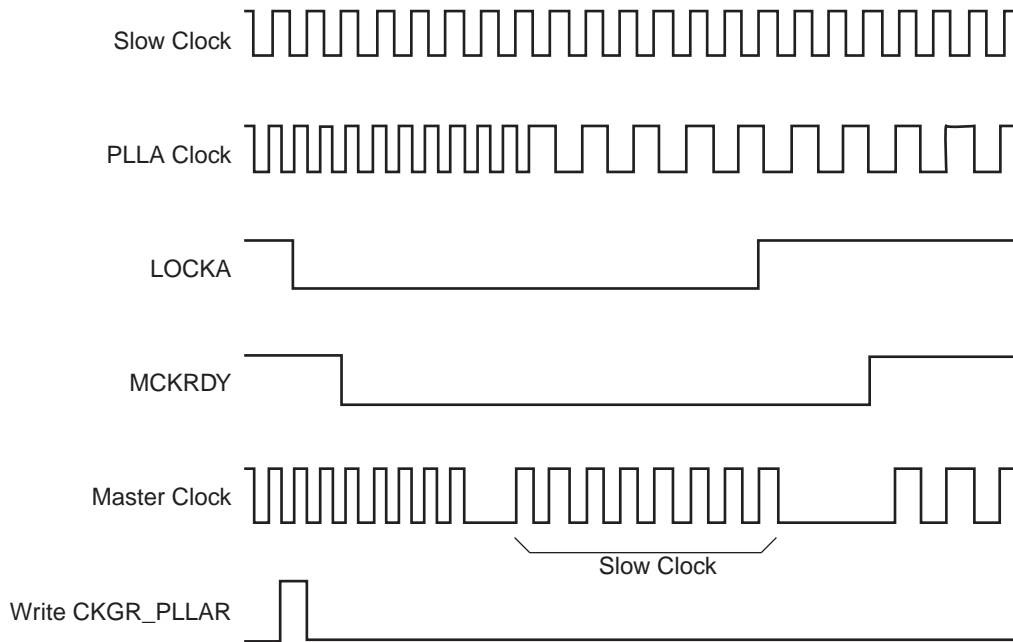 Slow Clock
PLLA Clock
LOCKA
MCKRDY
Master Clock
Slow Clock
Write CKGR_PLLAR